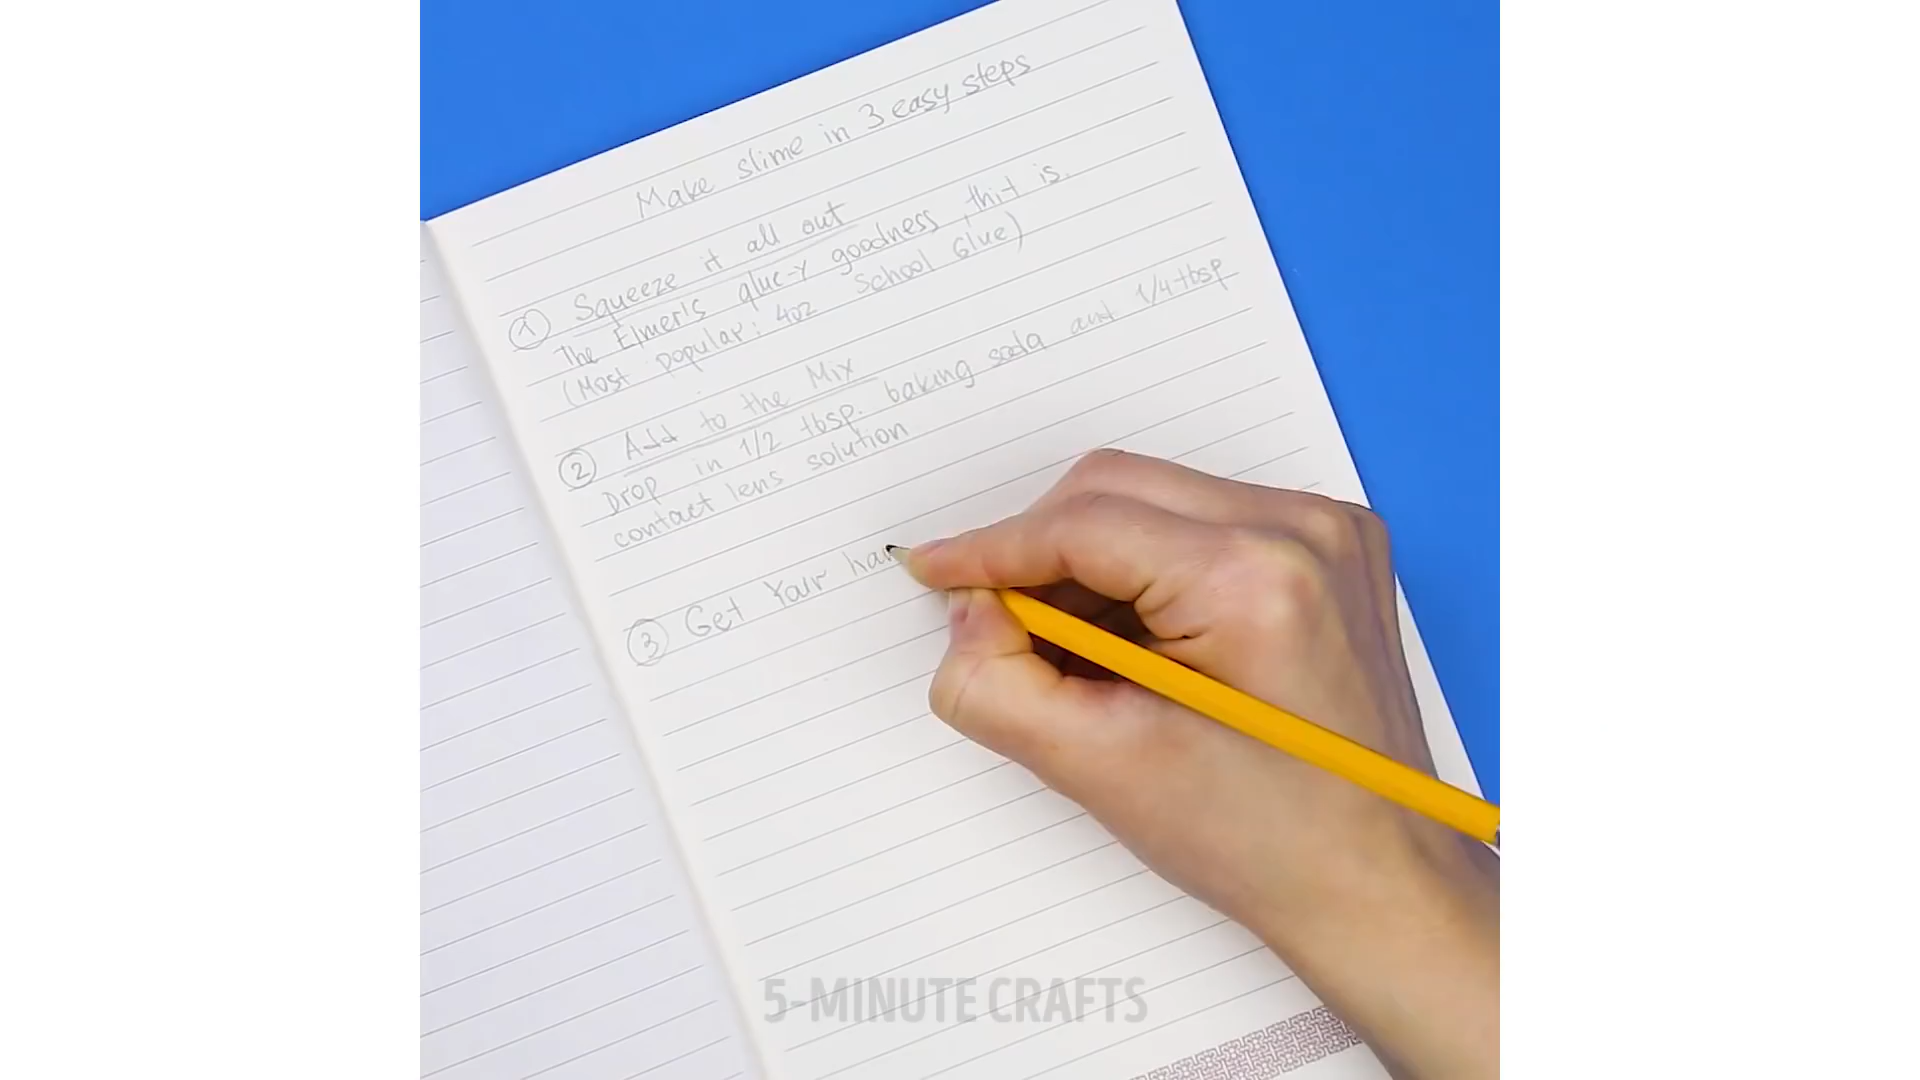 Make slime in 3 easy steps
① Squeeze it all out
The Elmer's glue-Y goodness, thit is.
(Most popular: 4oz School Glue)
② Add to the Mix
Drop in 1/2 tbsp. baking soda and 1/4 tbsp
contact lens solution
③ Get Your han
5-MINUTE CRAFTS